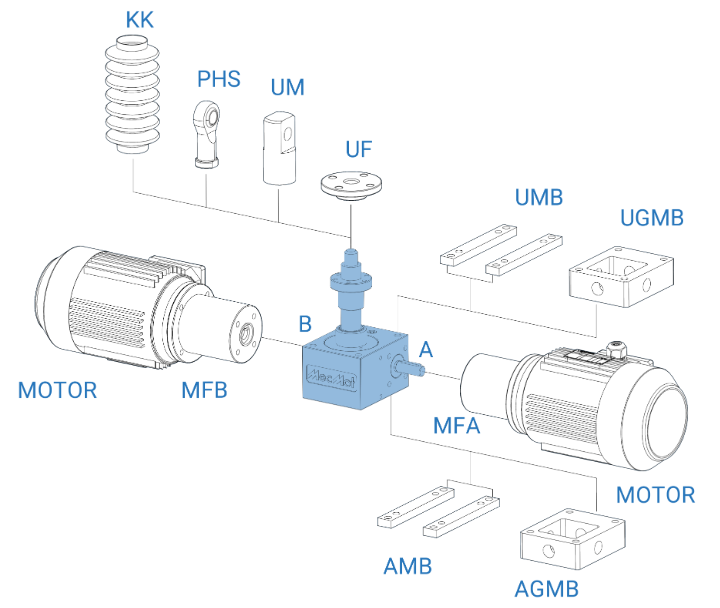 KK
PHS
UM
UF
UMB
UGMB
B
A
MecMot
MOTOR
MFB
MFA
MOTOR
AMB
AGMB